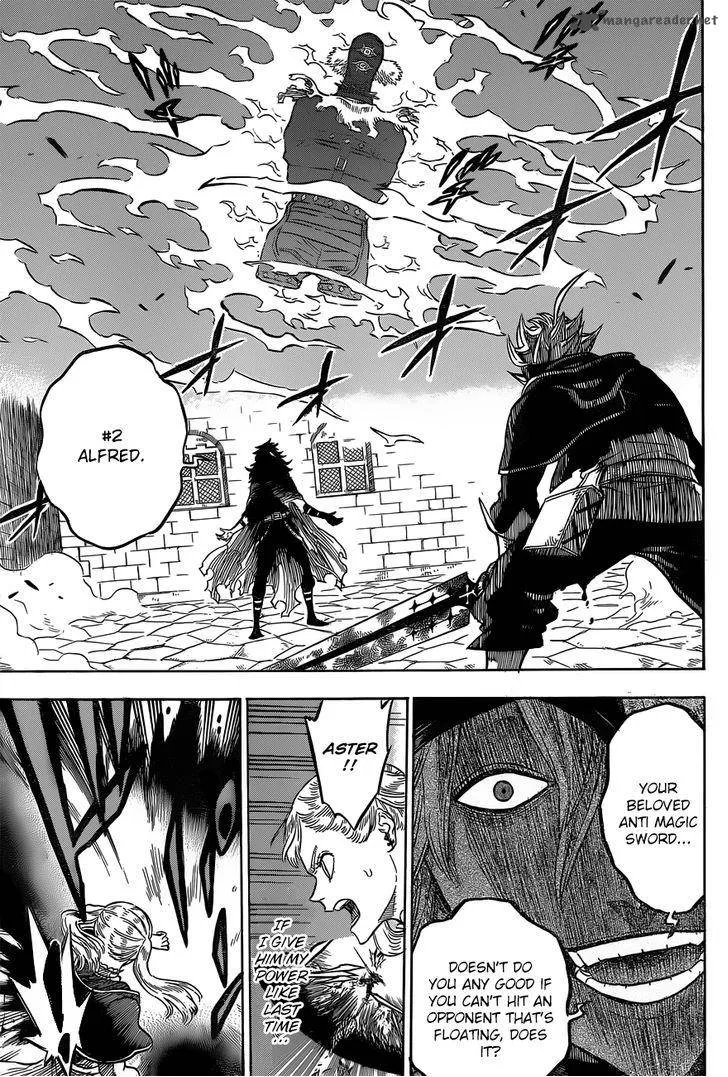 mangareader.net
#2
ALFRED.
YOUR
BELOVED
ANTI MAGIC
SWORD...
DOESN'T DO
YOU ANY GOOD IF
YOU CAN'T HIT AN
OPPONENT THAT'S
FLOATING, DOES
IT?
ASTER
!!
IF
I GIVE
HIM MY
POWER
LIKE
LAST
TIME...